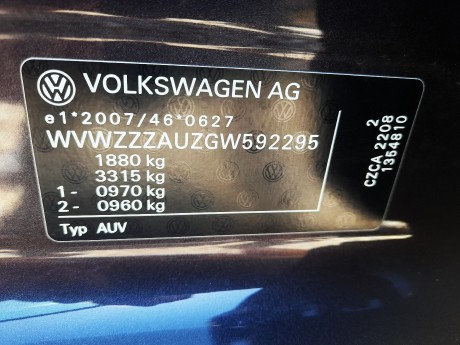 VOLKSWAGEN AG
e1*2007/46*0627
WVWZZZAUZGW592295
1880 kg
3315 kg
1- 0970 kg
2- 0960 kg
Typ AUV
2
CZCA 2208
1354810